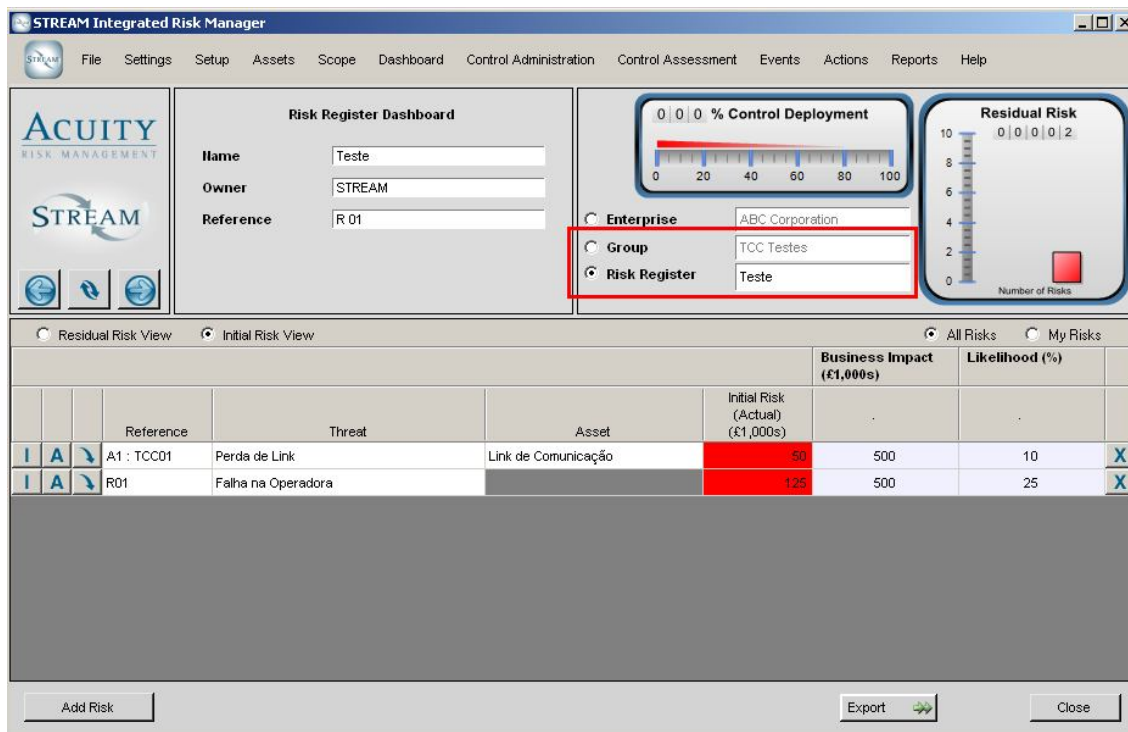 STREAM Integrated Risk Manager
STREAM File Settings Setup Assets Scope Dashboard Control Administration Control Assessment Events Actions Reports Help
ACUITY
RISK MANAGEMENT
STREAM
Risk Register Dashboard
Name Teste
Owner STREAM
Reference R 01
0 0 0 % Control Deployment
0 20 40 60 80 100
Enterprise ABC Corporation
Group TCC Testes
Risk Register Teste
Residual Risk
0 0 0 0 2
10
8
6
4
2
0
Number of Risks
Residual Risk View Initial Risk View All Risks My Risks
Business Impact (£1,000s) Likelihood (%)
Reference Threat Asset Initial Risk (Actual) (£1,000s) . .
I A A1 : TCC01 Perda de Link Link de Comunicação 50 500 10 X
I A R01 Falha na Operadora 125 500 25 X
Add Risk Export Close